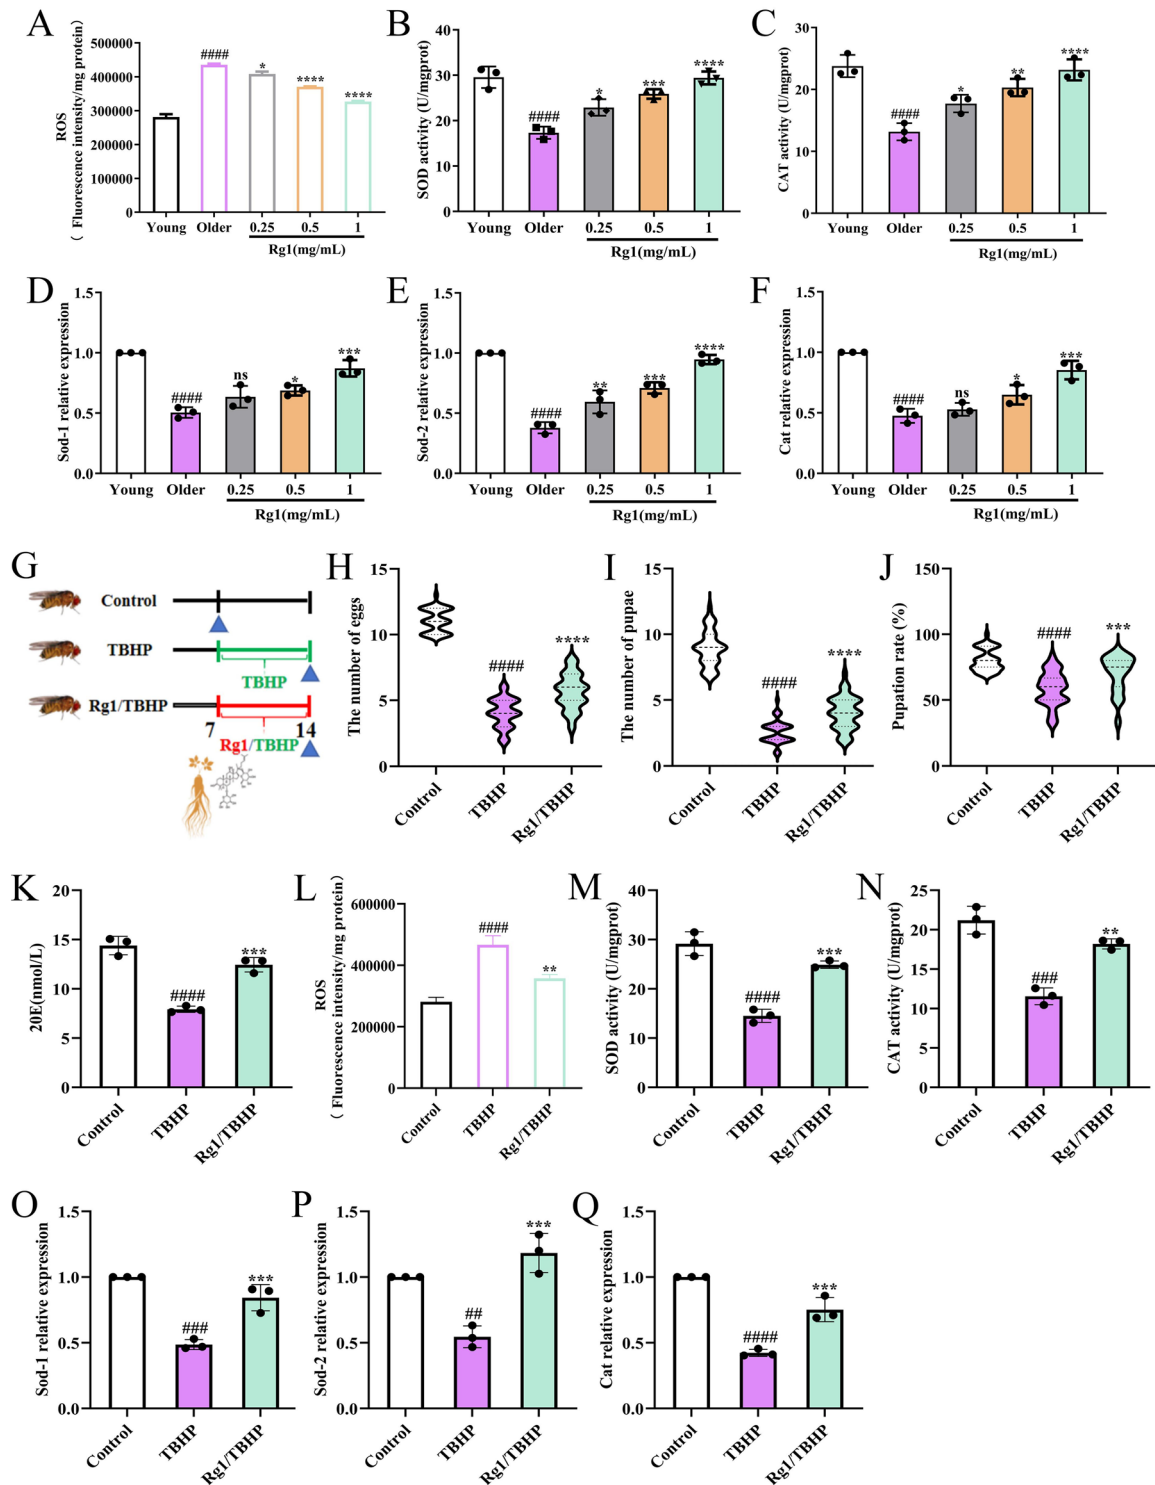 A
ROS
( Fluorescence intensity/mg protein)
500000
400000
300000
200000
100000
0
####
*
****
****
Young Older 0.25 0.5 1
Rg1(mg/mL)
B
SOD activity (U/mgprot)
40
30
20
10
0
####
*
***
****
Young Older 0.25 0.5 1
Rg1(mg/mL)
C
CAT activity (U/mgprot)
30
20
10
0
####
*
**
****
Young Older 0.25 0.5 1
Rg1(mg/mL)
D
Sod-1 relative expression
1.5
1.0
0.5
0.0
####
ns
*
***
Young Older 0.25 0.5 1
Rg1(mg/mL)
E
Sod-2 relative expression
1.5
1.0
0.5
0.0
####
**
***
****
Young Older 0.25 0.5 1
Rg1(mg/mL)
F
Cat relative expression
1.5
1.0
0.5
0.0
####
ns
*
***
Young Older 0.25 0.5 1
Rg1(mg/mL)
G
Control
TBHP
TBHP
Rg1/TBHP
7 14
Rg1/TBHP
H
The number of eggs
15
10
5
0
####
****
Control TBHP Rg1/TBHP
I
The number of pupae
15
10
5
0
####
****
Control TBHP Rg1/TBHP
J
Pupation rate (%)
150
100
50
0
####
***
Control TBHP Rg1/TBHP
K
20E(nmol/L)
20
15
10
5
0
####
***
Control TBHP Rg1/TBHP
L
ROS
( Fluorescence intensity/mg protein)
600000
400000
200000
0
####
**
Control TBHP Rg1/TBHP
M
SOD activity (U/mgprot)
40
30
20
10
0
####
***
Control TBHP Rg1/TBHP
N
CAT activity (U/mgprot)
25
20
15
10
5
0
###
**
Control TBHP Rg1/TBHP
O
Sod-1 relative expression
1.5
1.0
0.5
0.0
###
***
Control TBHP Rg1/TBHP
P
Sod-2 relative expression
1.5
1.0
0.5
0.0
##
***
Control TBHP Rg1/TBHP
Q
Cat relative expression
1.5
1.0
0.5
0.0
####
***
Control TBHP Rg1/TBHP